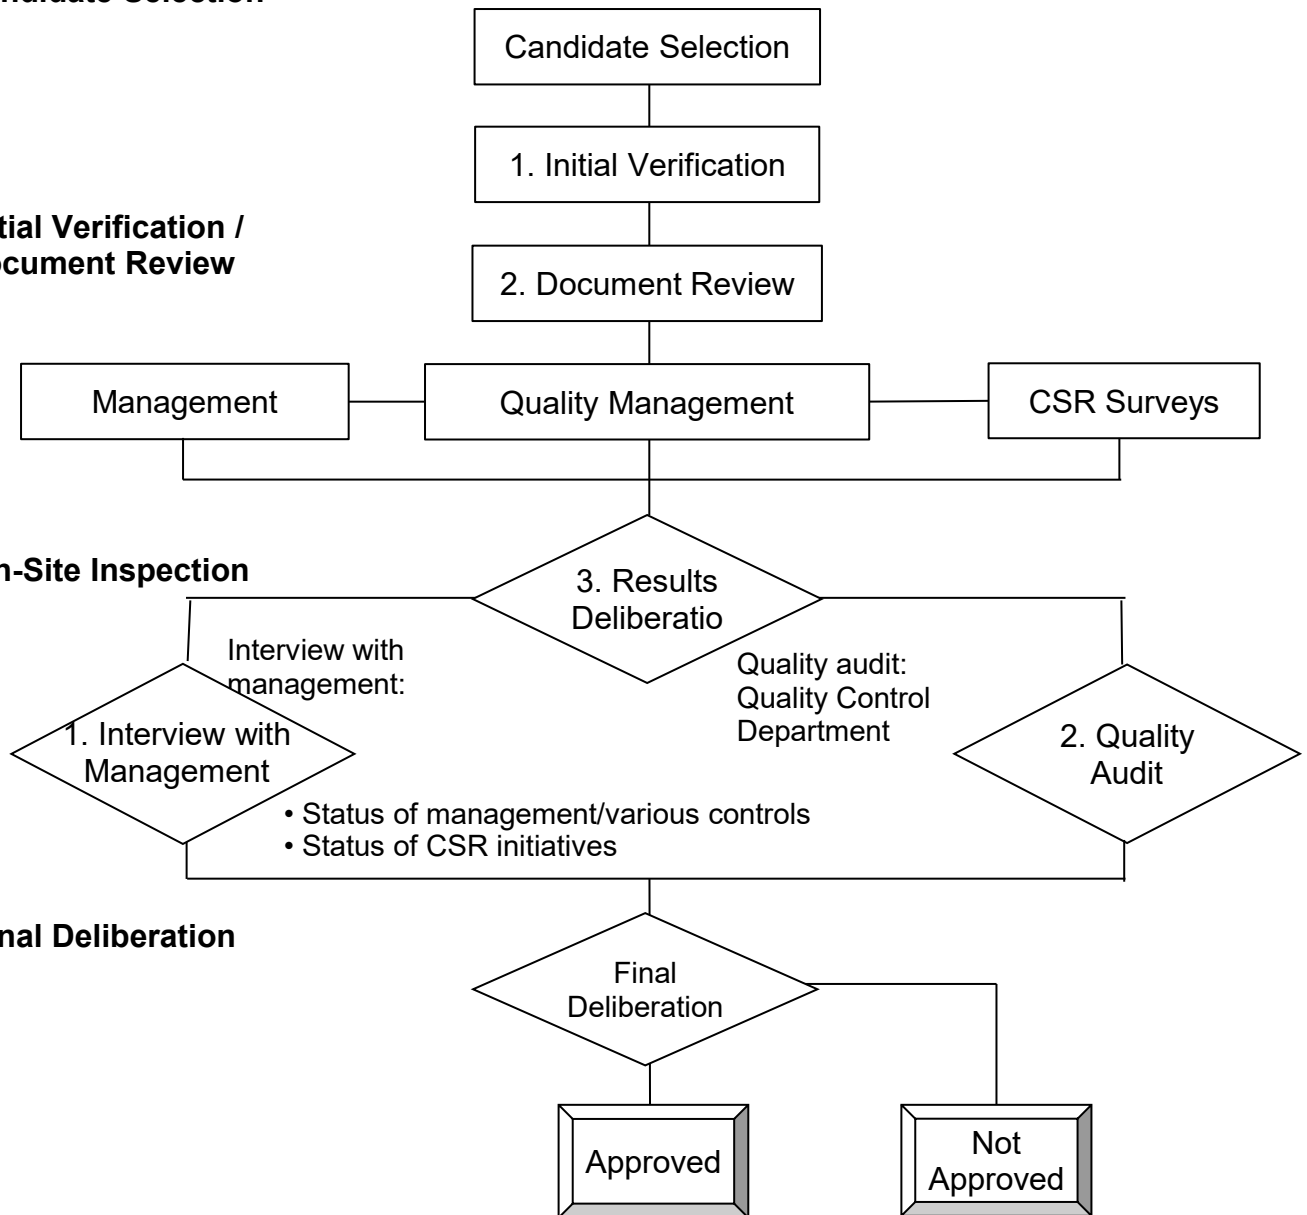 ndidate Selection
Candidate Selection
1. Initial Verification
tial Verification /
ocument Review
2. Document Review
Management
Quality Management
CSR Surveys
n-Site Inspection
3. Results
Deliberatio
Interview with
management:
Quality audit:
Quality Control
Department
1. Interview with
Management
2. Quality
Audit
• Status of management/various controls
• Status of CSR initiatives
nal Deliberation
Final
Deliberation
Approved
Not
Approved